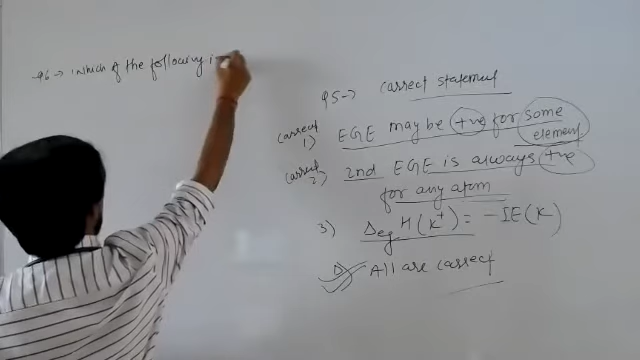 Q6 → Which of the following i
Q5 → Correct statement
Correct
1) EGE may be +ve for some
element
Correct
2) 2nd EGE is always +ve
for any atom
3) ΔegH(K+) = -IE(K)
D) All are correct